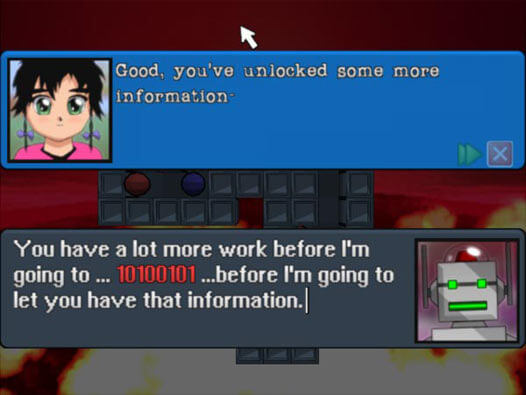 Good, you've unlocked some more
information-
You have a lot more work before I'm
going to ... 10100101 ...before I'm going to
let you have that information.